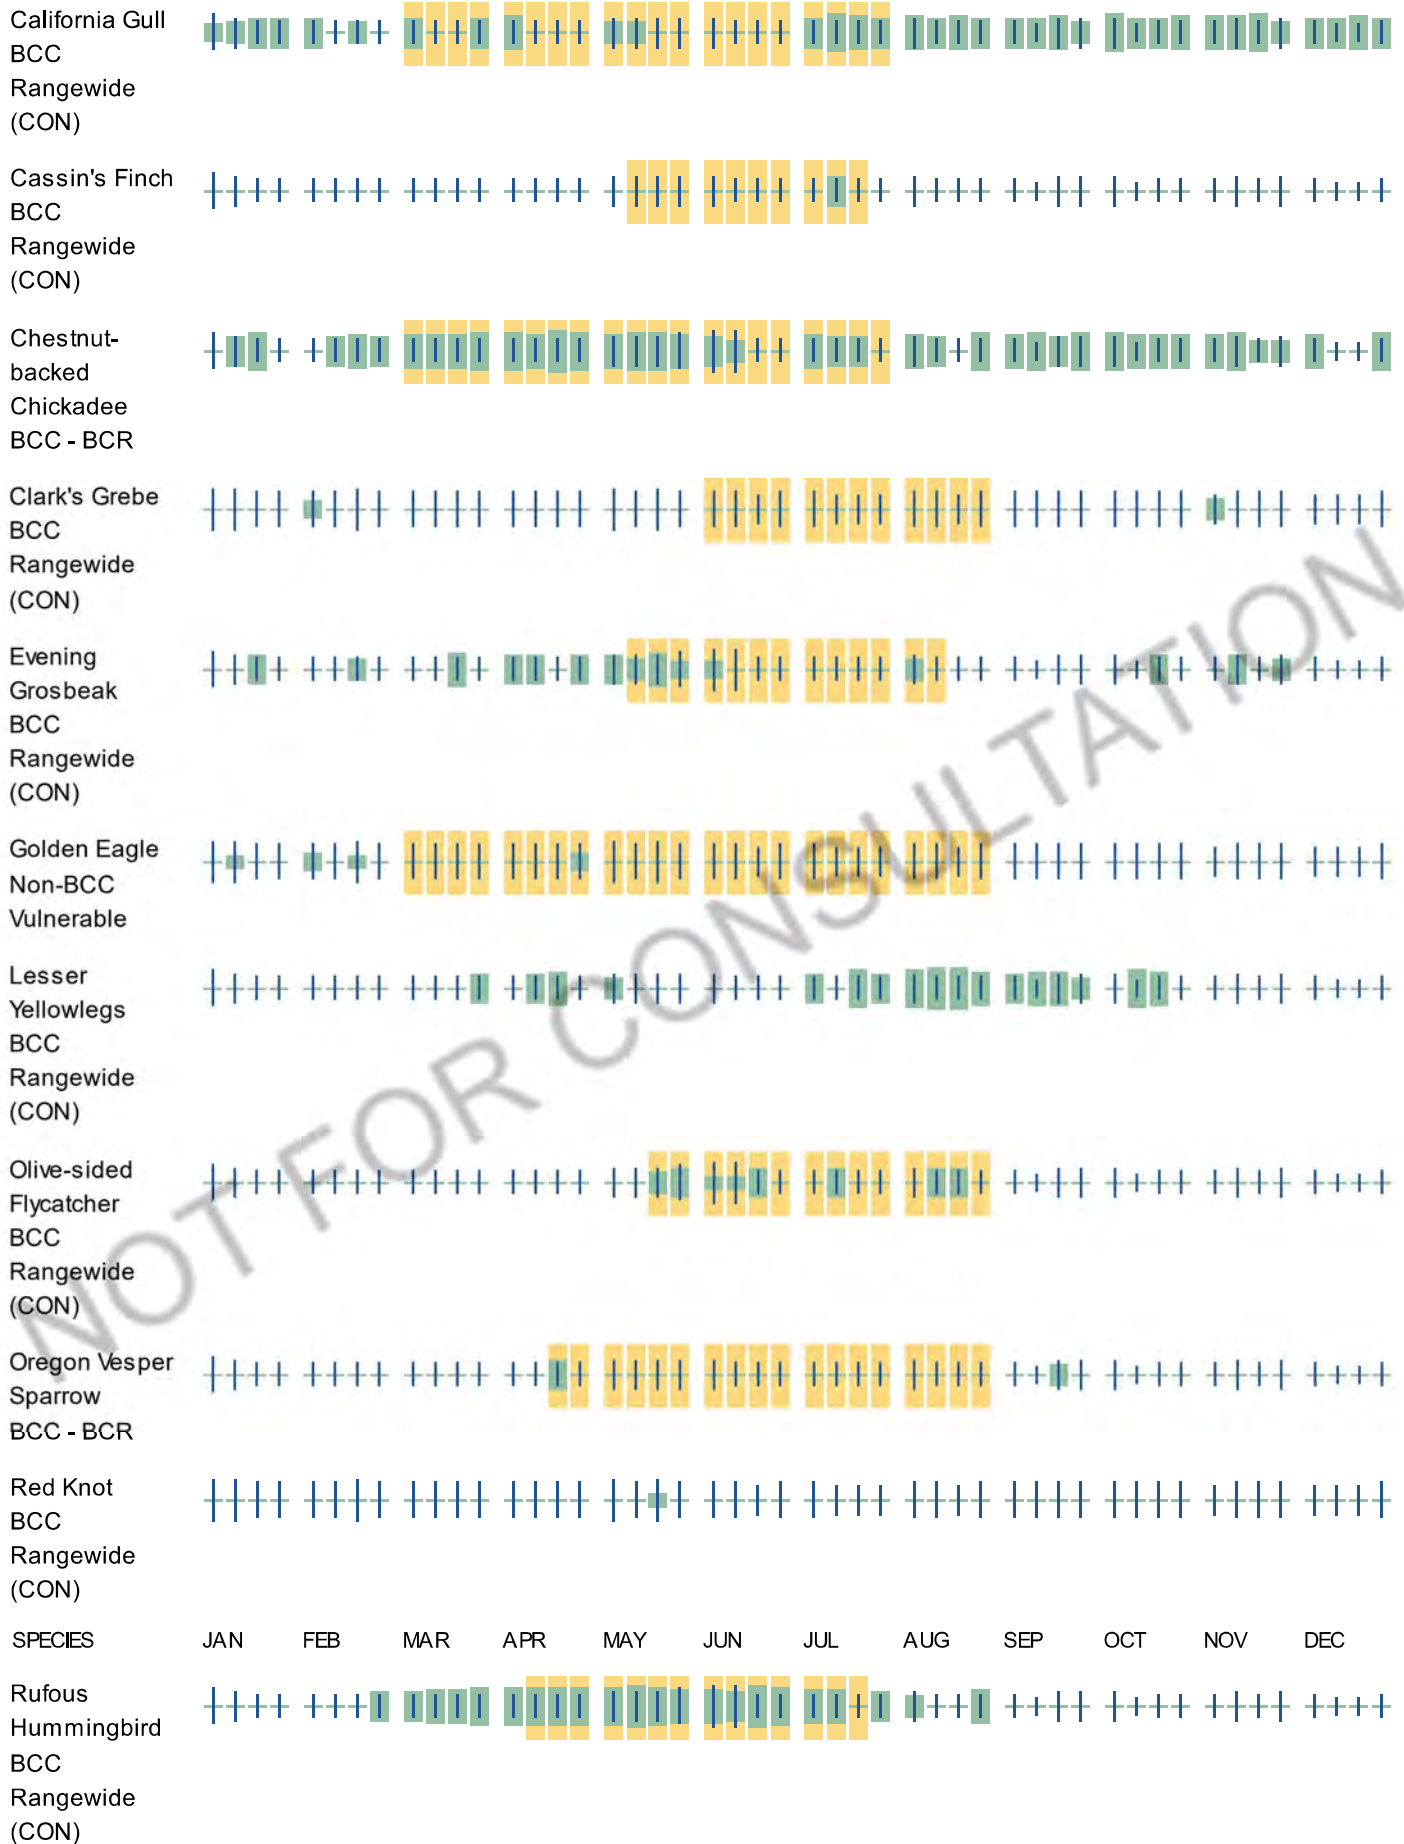 California Gull
BCC
Rangewide
(CON)
Cassin's Finch
BCC
Rangewide
(CON)
Chestnut-
backed
Chickadee
BCC - BCR
Clark's Grebe
BCC
Rangewide
(CON)
Evening
Grosbeak
BCC
Rangewide
(CON)
Golden Eagle
Non-BCC
Vulnerable
Lesser
Yellowlegs
BCC
Rangewide
(CON)
Olive-sided
Flycatcher
BCC
Rangewide
(CON)
Oregon Vesper
Sparrow
BCC - BCR
Red Knot
BCC
Rangewide
(CON)
SPECIES JAN FEB MAR APR MAY JUN JUL AUG SEP OCT NOV DEC
Rufous
Hummingbird
BCC
Rangewide
(CON)
NOT FOR CONSULTATION